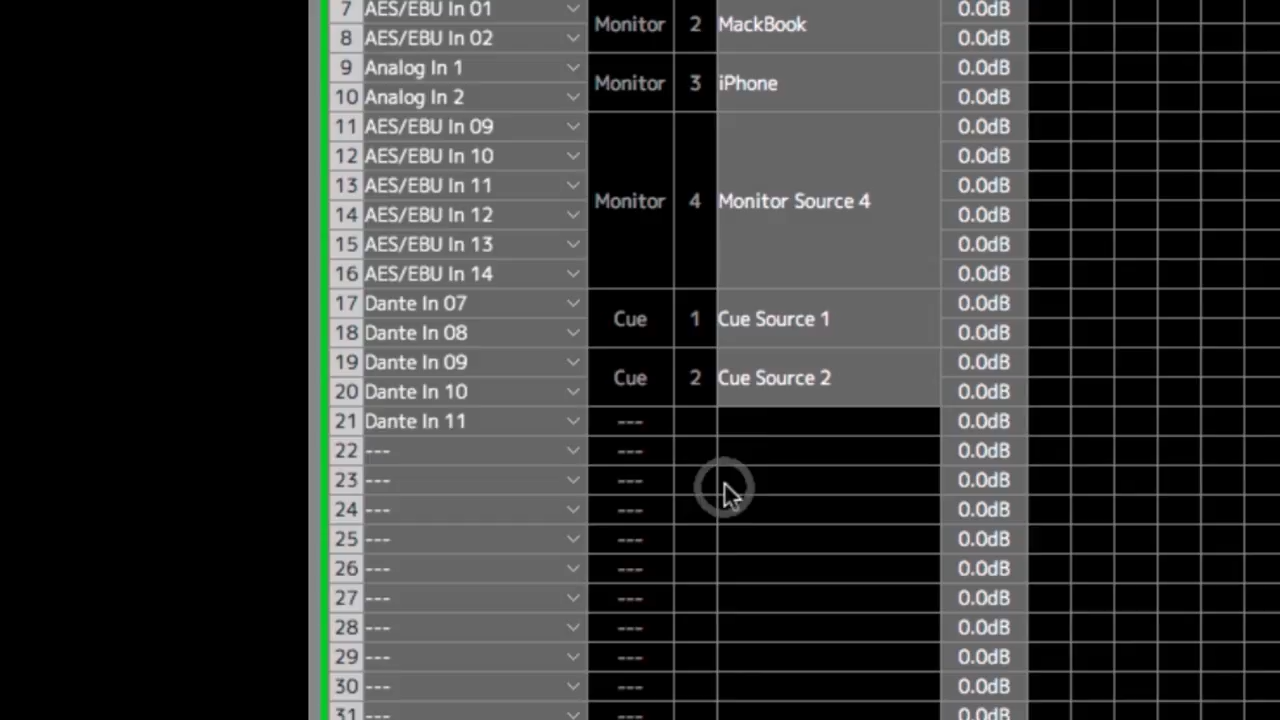 7 AES/EBU In 01 Monitor 2 MackBook 0.0dB
8 AES/EBU In 02 0.0dB
9 Analog In 1 Monitor 3 iPhone 0.0dB
10 Analog In 2 0.0dB
11 AES/EBU In 09 0.0dB
12 AES/EBU In 10 0.0dB
13 AES/EBU In 11 Monitor 4 Monitor Source 4 0.0dB
14 AES/EBU In 12 0.0dB
15 AES/EBU In 13 0.0dB
16 AES/EBU In 14 0.0dB
17 Dante In 07 Cue 1 Cue Source 1 0.0dB
18 Dante In 08 0.0dB
19 Dante In 09 Cue 2 Cue Source 2 0.0dB
20 Dante In 10 0.0dB
21 Dante In 11 --- 0.0dB
22 --- --- 0.0dB
23 --- --- 0.0dB
24 --- --- 0.0dB
25 --- --- 0.0dB
26 --- --- 0.0dB
27 --- --- 0.0dB
28 --- --- 0.0dB
29 --- --- 0.0dB
30 --- --- 0.0dB
31 --- --- 0.0dB